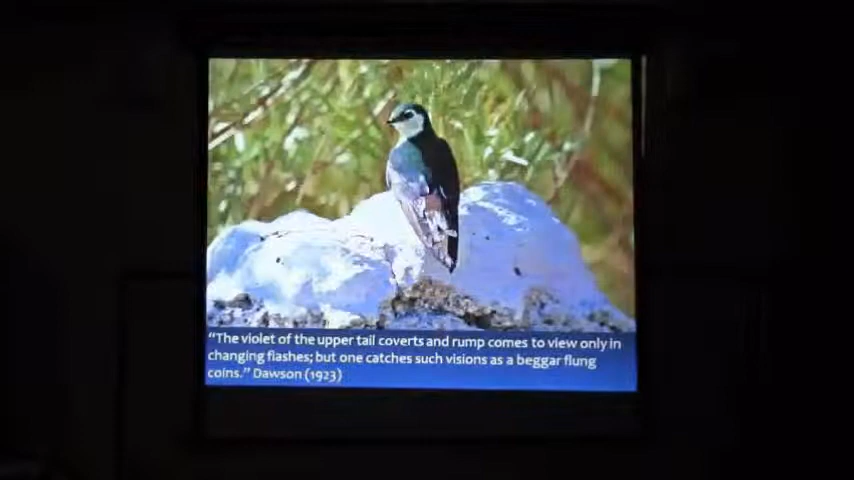 “The violet of the upper tail coverts and rump comes to view only in
changing flashes; but one catches such visions as a beggar flung
coins.” Dawson (1923)